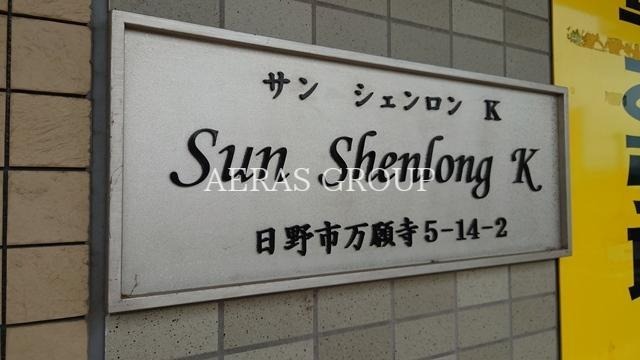 サン シェンロン K
Sun Shenlong K
AERAS GROUP
日野市万願寺5-14-2